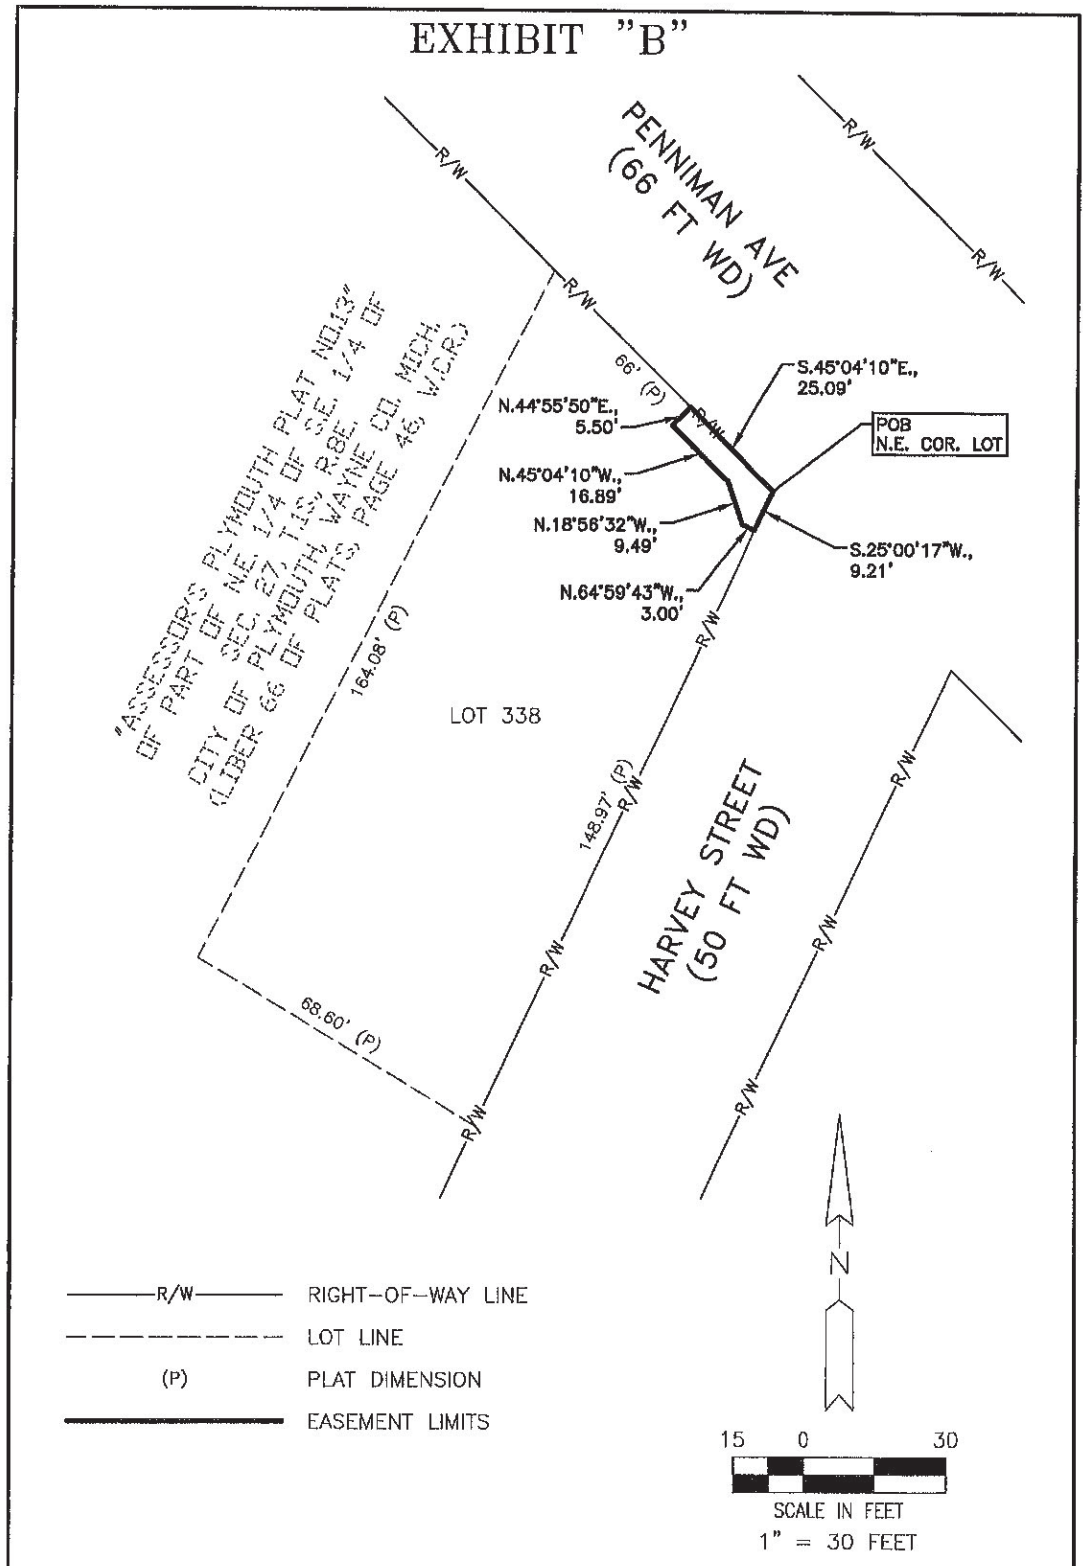 EXHIBIT "B"
R/W
R/W
R/W
R/W
R/W
PENNIMAN AVE
(66 FT WD)
66' (P)
S.45°04'10"E.,
25.09'
N.44°55'50"E.,
5.50'
POB
N.E. COR. LOT
N.45°04'10"W.,
16.89'
N.18°56'32"W.,
9.49'
S.25°00'17"W.,
9.21'
N.64°59'43"W.,
3.00'
"ASSESSOR'S PLYMOUTH PLAT NO.13"
OF PART OF N.E. 1/4 OF S.E. 1/4 OF
SEC. 27, T.1S., R.8E.
CITY OF PLYMOUTH, WAYNE CO. MICH.
(LIBER 66 OF PLATS, PAGE 46, W.C.R.)
164.08' (P)
LOT 338
R/W
148.97' (P)
R/W
R/W
R/W
HARVEY STREET
(50 FT WD)
R/W
R/W
R/W
68.60' (P)
N
R/W RIGHT-OF-WAY LINE
LOT LINE
(P) PLAT DIMENSION
EASEMENT LIMITS
15 0 30
SCALE IN FEET
1" = 30 FEET